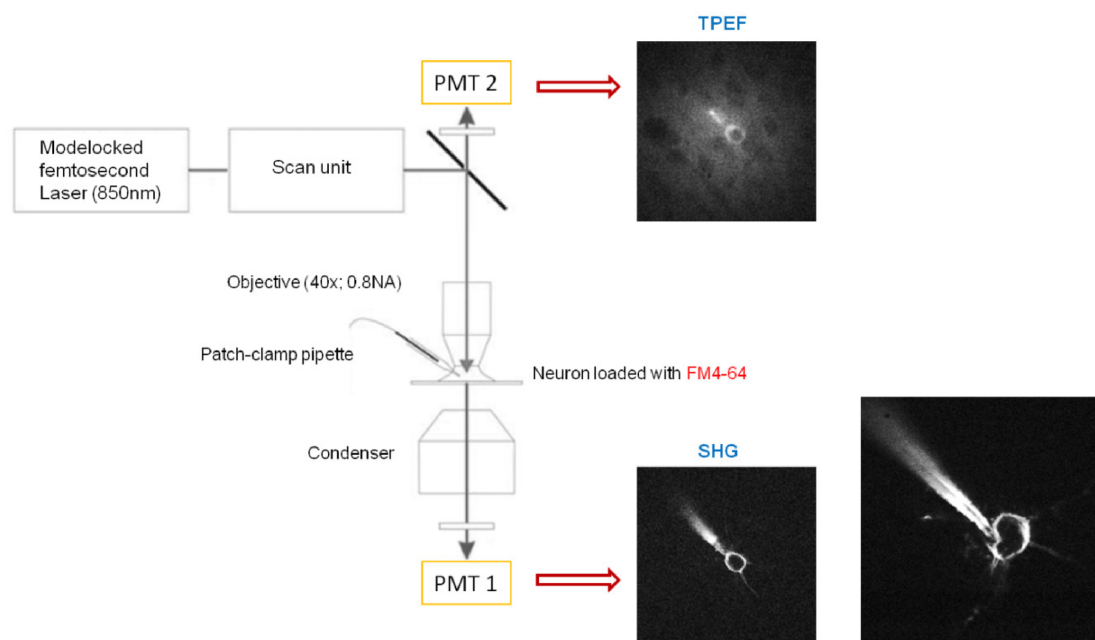 TPEF
PMT 2
Modelocked
femtosecond
Laser (850nm)
Scan unit
Objective (40x; 0.8NA)
Patch-clamp pipette
Neuron loaded with FM4-64
Condenser
SHG
PMT 1